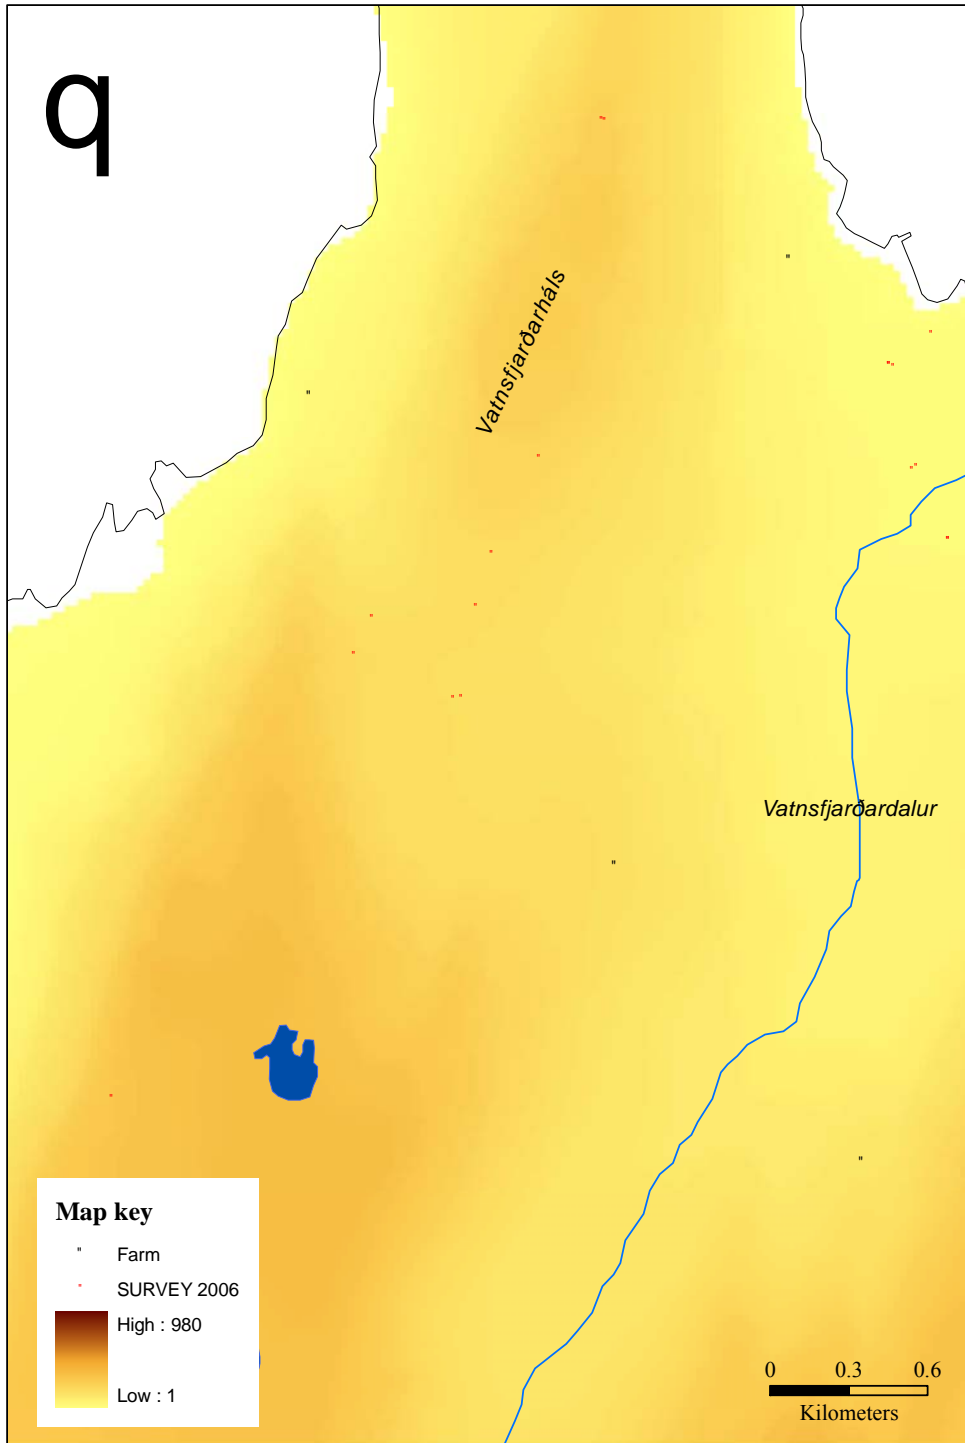 q
Vatnsfjarðarháls
Vatnsfjarðardalur
Map key
Farm
SURVEY 2006
High : 980
Low : 1
0 0.3 0.6
Kilometers